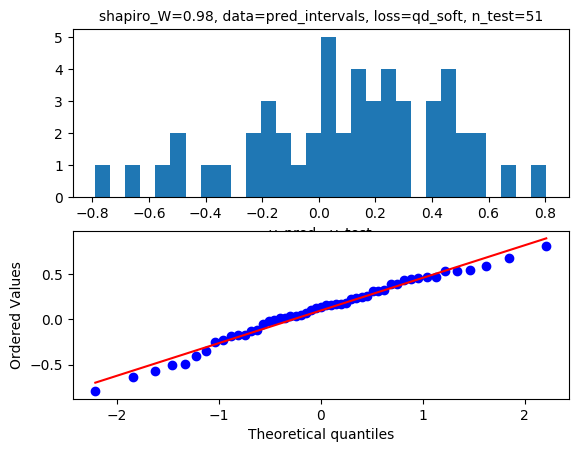 shapiro_W=0.98, data=pred_intervals, loss=qd_soft, n_test=51
5
4
3
2
1
0
−0.8 −0.6 −0.4 −0.2 0.0 0.2 0.4 0.6 0.8
Ordered Values
0.5
0.0
−0.5
−2 −1 0 1 2
Theoretical quantiles